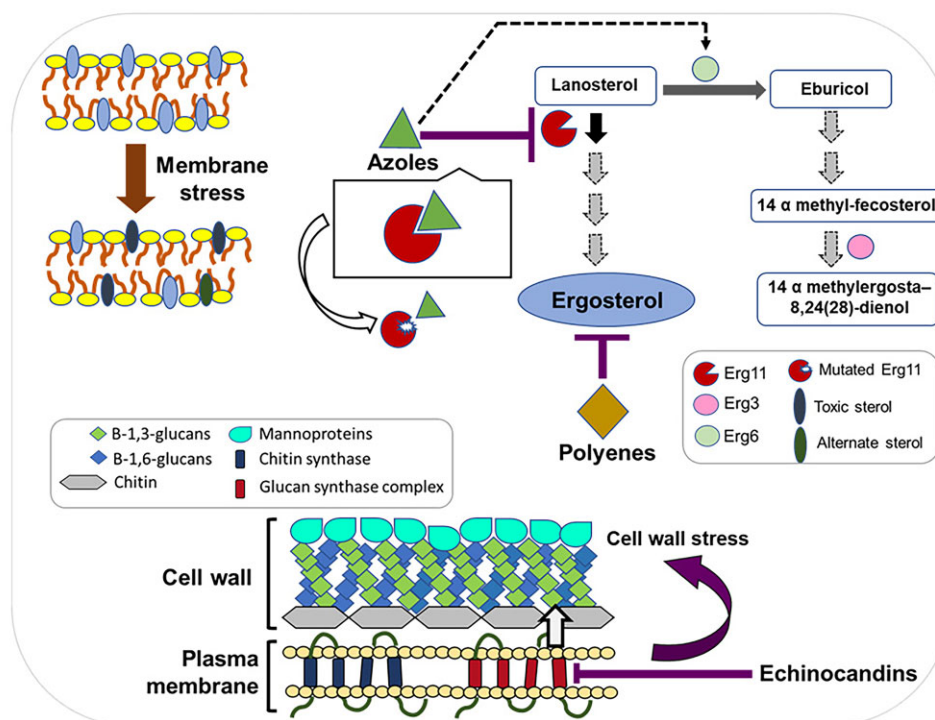 Membrane
stress
Azoles
Lanosterol
Eburicol
14 α methyl-fecosterol
14 α methylergosta–
8,24(28)-dienol
Ergosterol
Polyenes
Erg11
Mutated Erg11
Erg3
Toxic sterol
Erg6
Alternate sterol
B-1,3-glucans
Mannoproteins
B-1,6-glucans
Chitin synthase
Chitin
Glucan synthase complex
Cell wall stress
Cell wall
Plasma
membrane
Echinocandins